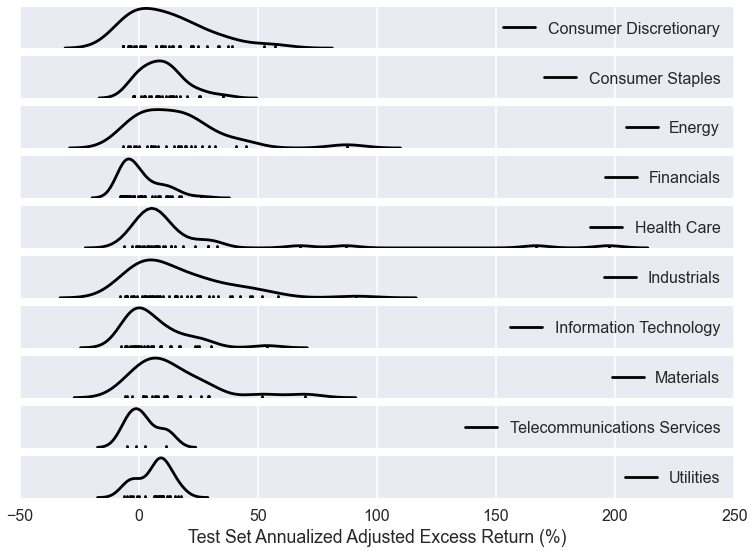 Consumer Discretionary
Consumer Staples
Energy
Financials
Health Care
Industrials
Information Technology
Materials
Telecommunications Services
Utilities
−50 0 50 100 150 200 250
Test Set Annualized Adjusted Excess Return (%)